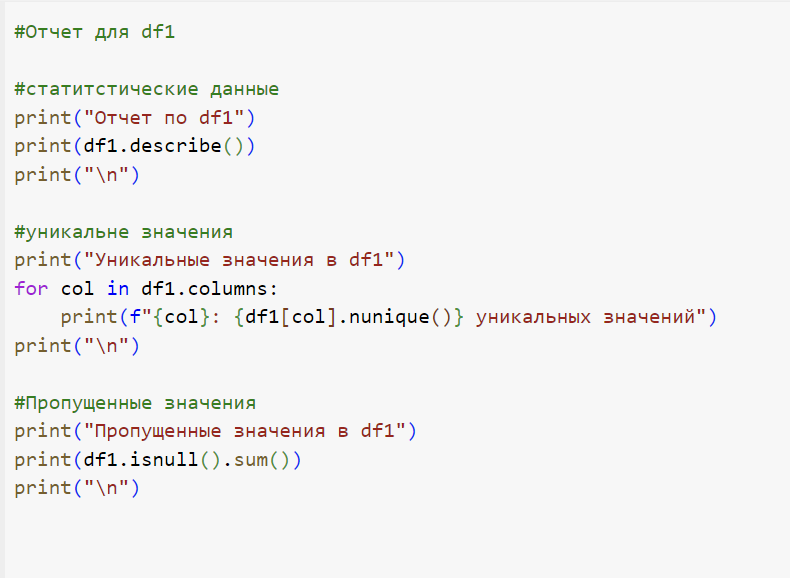 #Отчет для df1
#статитстические данные
print("Отчет по df1")
print(df1.describe())
print("\n")
#уникальне значения
print("Уникальные значения в df1")
for col in df1.columns:
    print(f"{col}: {df1[col].nunique()} уникальных значений")
print("\n")
#Пропущенные значения
print("Пропущенные значения в df1")
print(df1.isnull().sum())
print("\n")